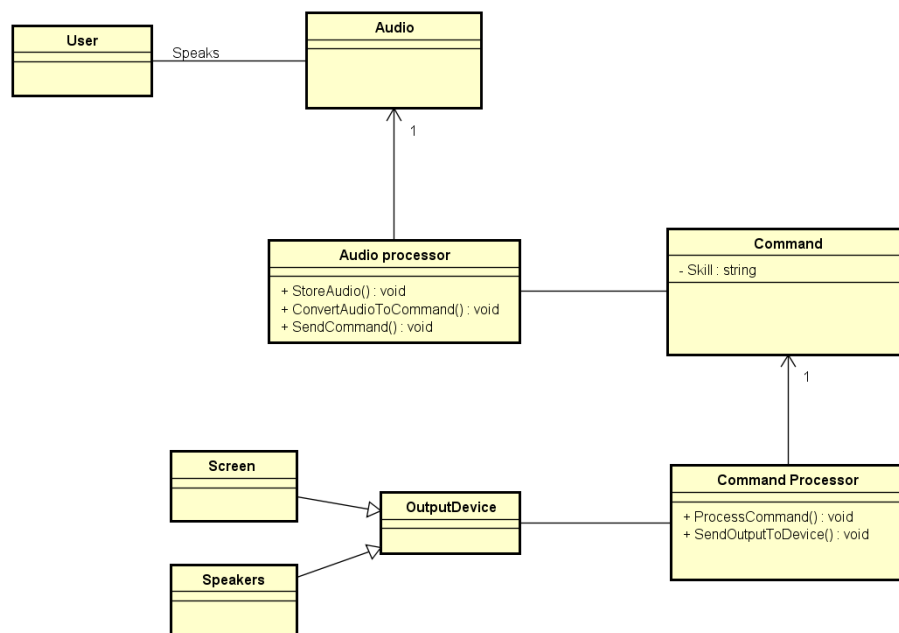 User
Speaks
Audio
1
Audio processor
+ StoreAudio() : void
+ ConvertAudioToCommand() : void
+ SendCommand() : void
Command
- Skill : string
1
Screen
OutputDevice
Speakers
Command Processor
+ ProcessCommand() : void
+ SendOutputToDevice() : void